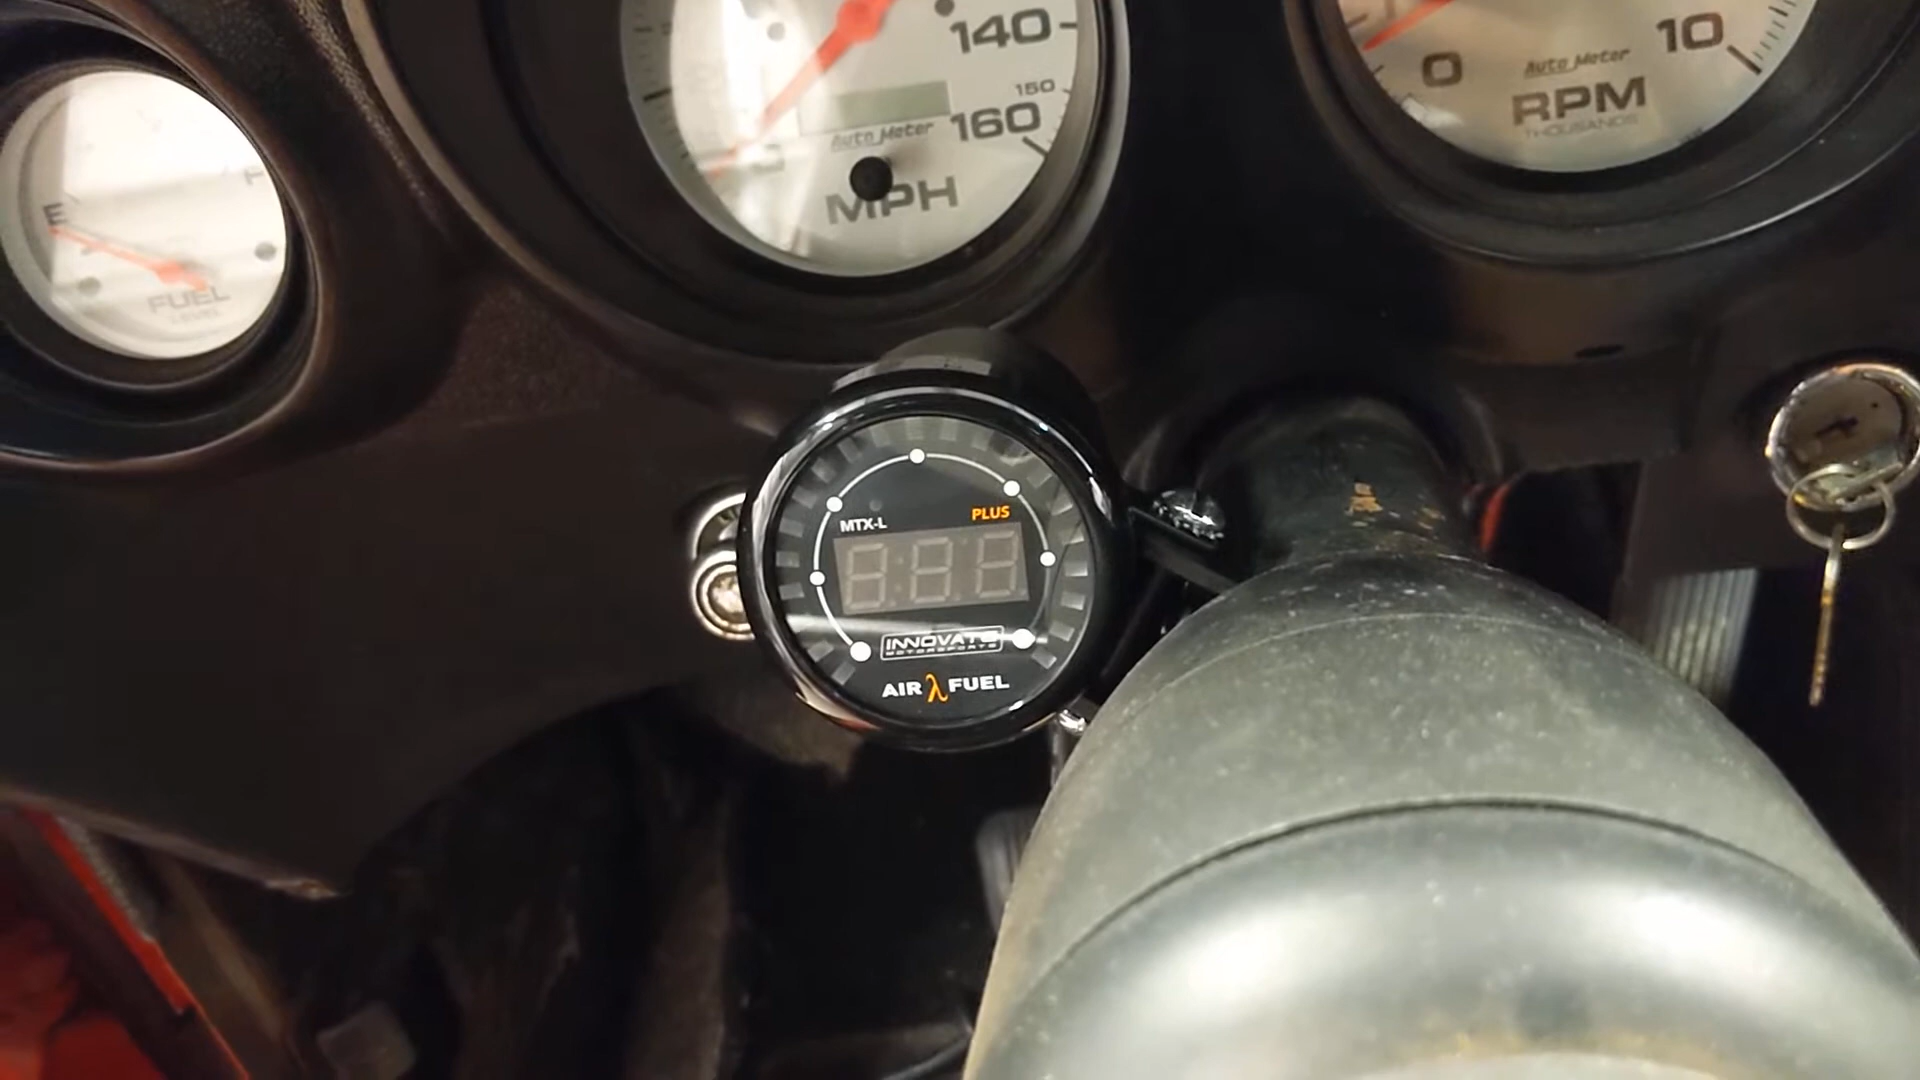 E
F
FUEL
LEVEL
140
150
160
Auto Meter
MPH
0
10
Auto Meter
RPM
THOUSANDS
MTX-L
PLUS
INNOVATE
MOTORSPORTS
AIR λ FUEL